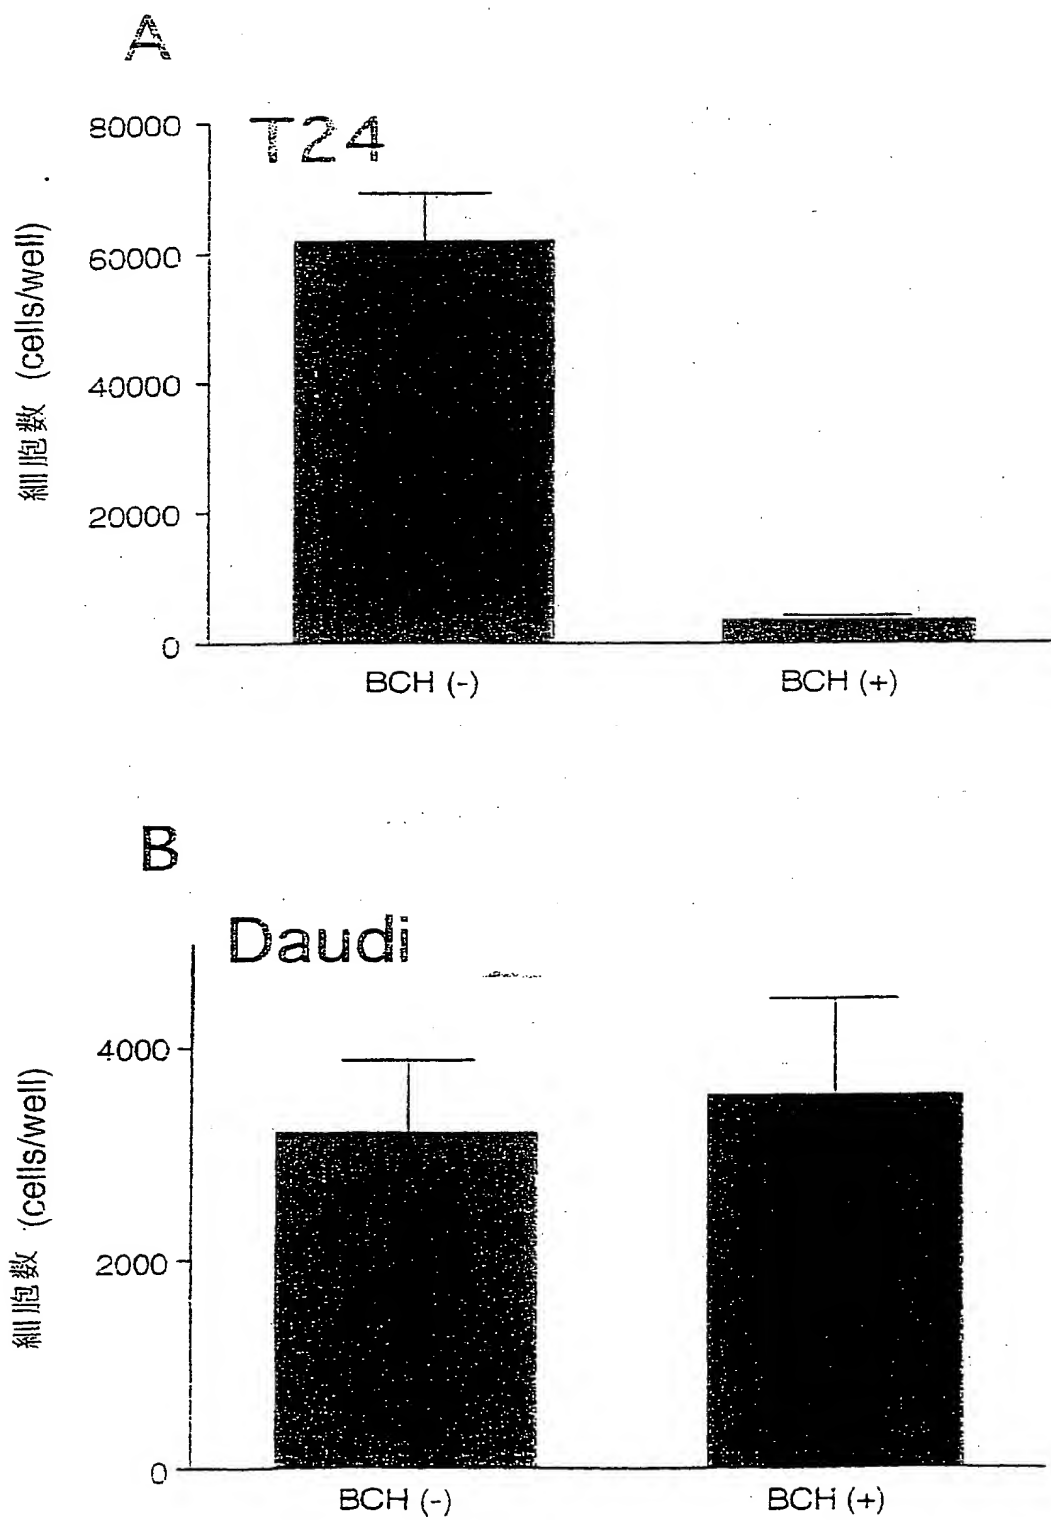 A
T24
80000
60000
40000
20000
0
細胞数 (cells/well)
BCH (-)
BCH (+)
B
Daudi
4000
2000
0
細胞数 (cells/well)
BCH (-)
BCH (+)